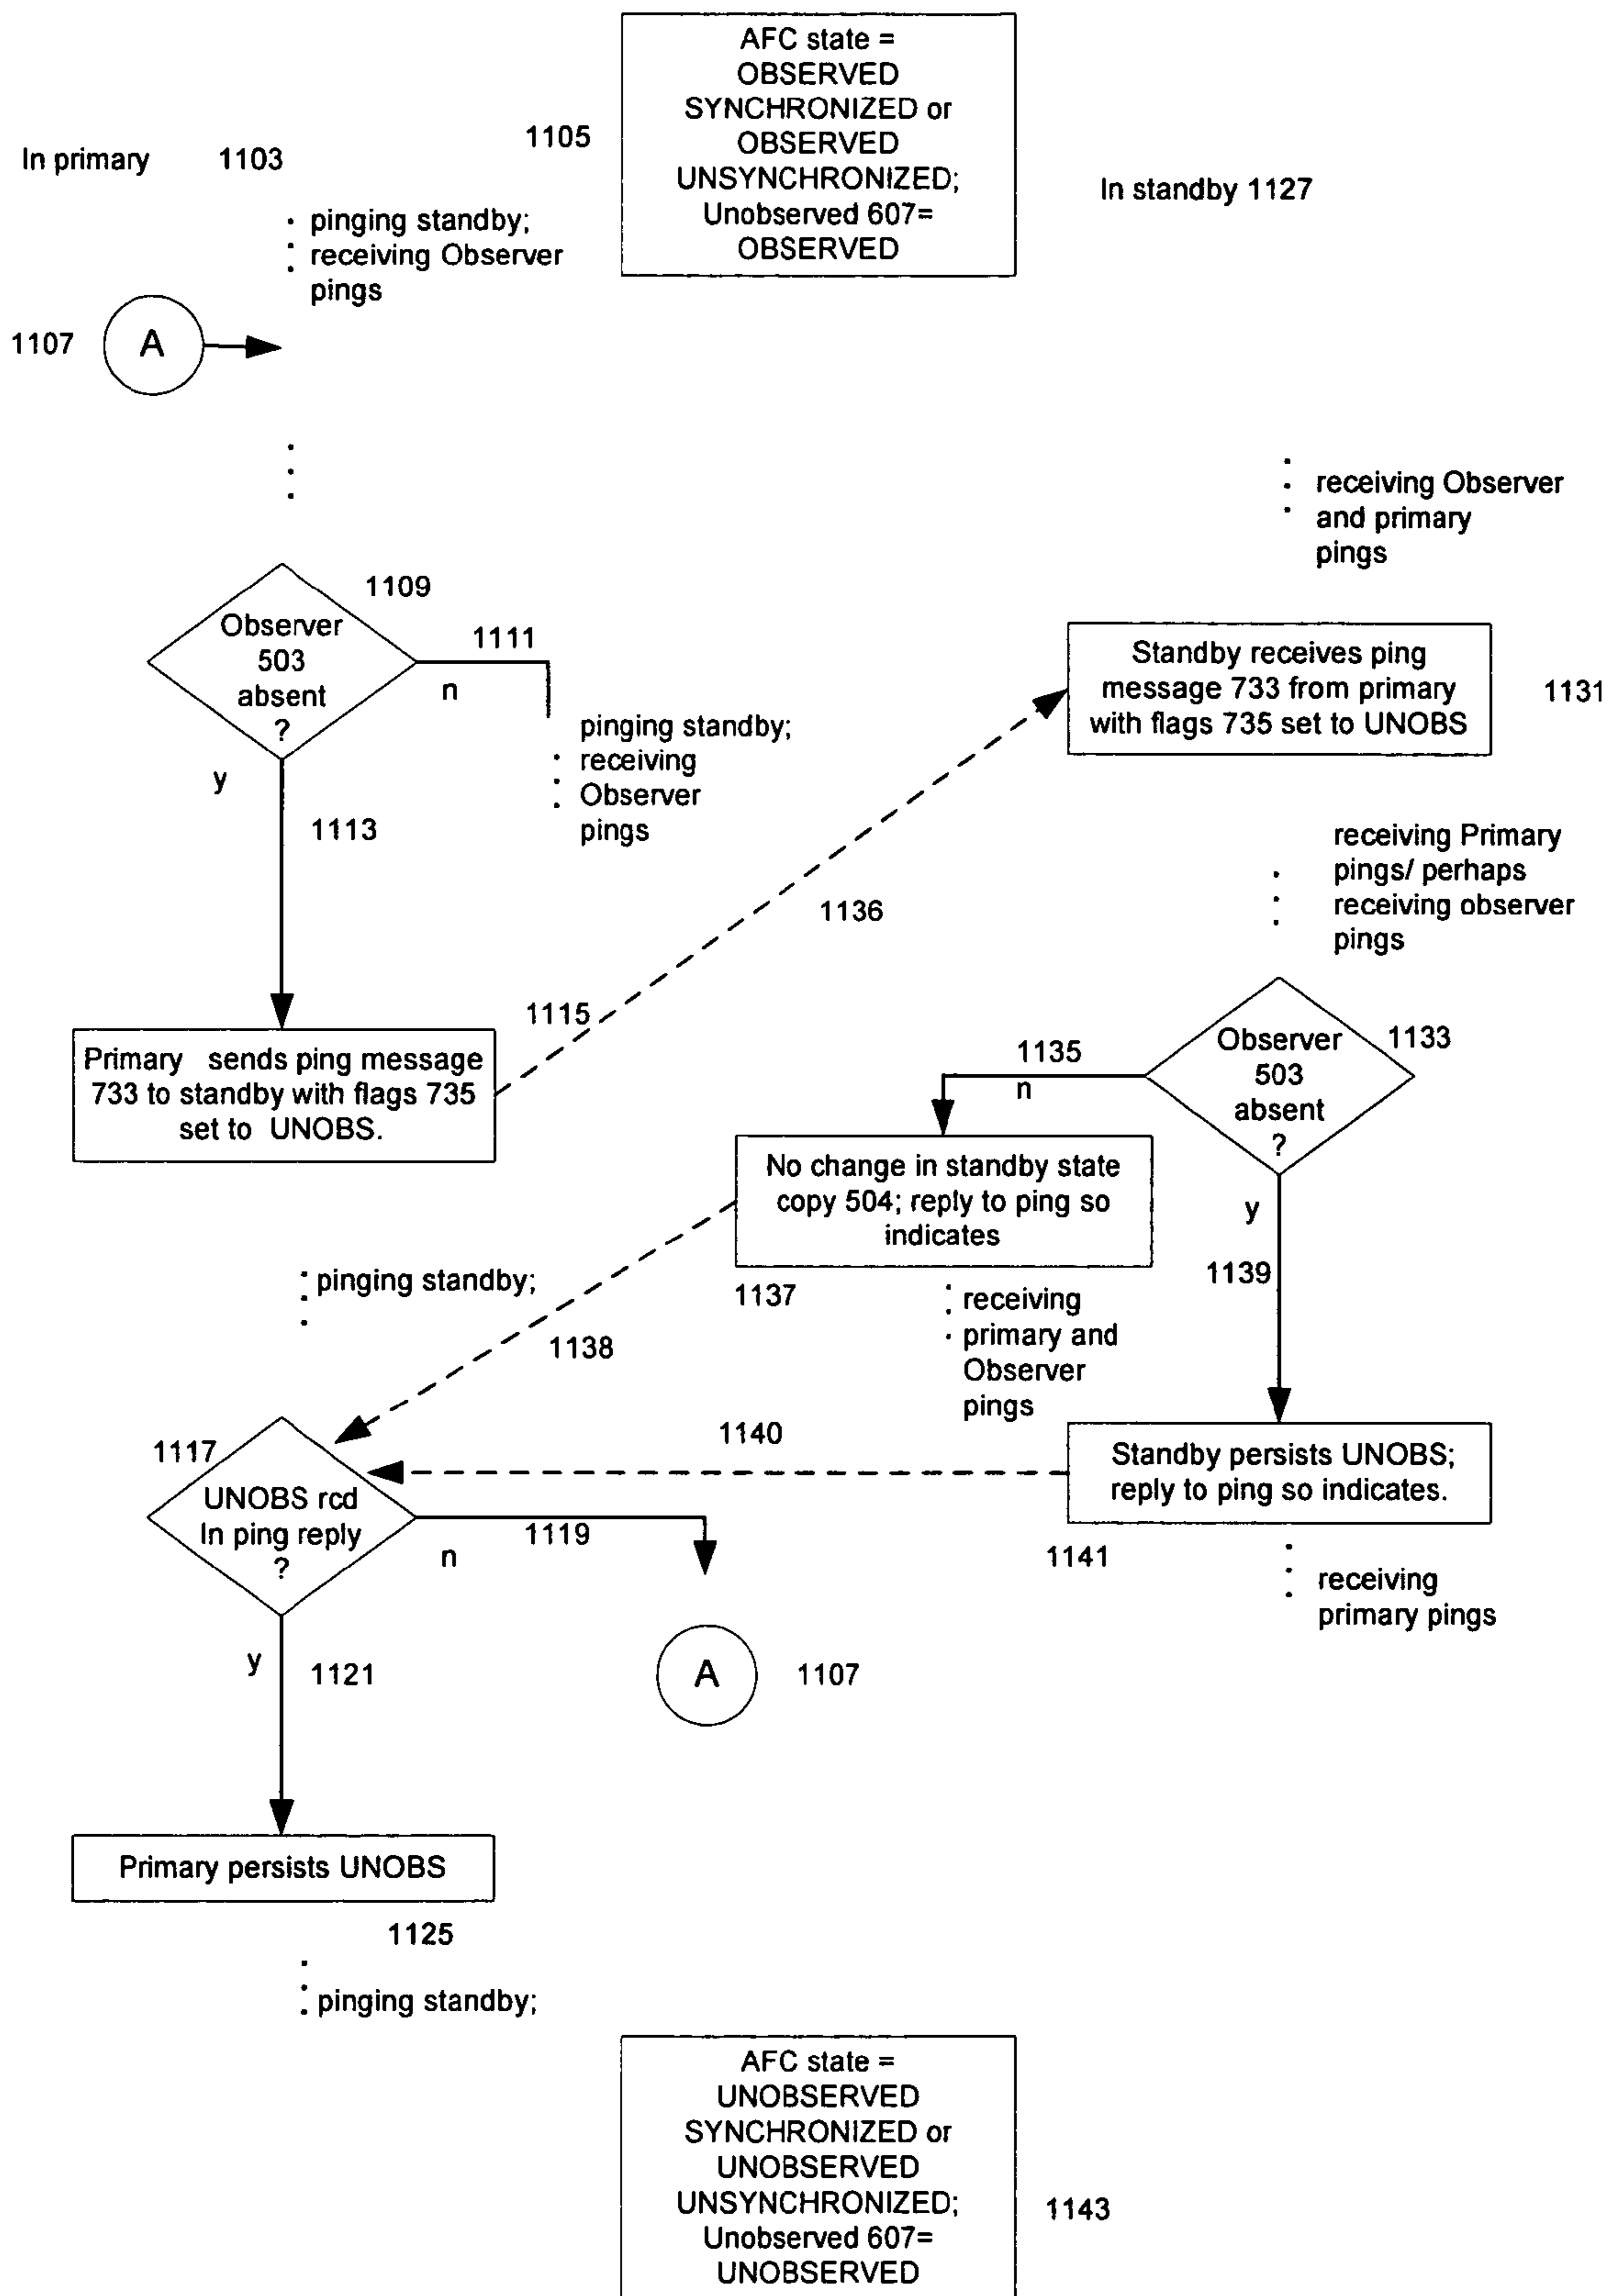 AFC state =
OBSERVED
SYNCHRONIZED or
OBSERVED
UNSYNCHRONIZED;
Unobserved 607=
OBSERVED
1105
In primary 1103
In standby 1127
pinging standby;
receiving Observer
pings
1107
A
receiving Observer
and primary
pings
1109
Observer
503
absent
?
1111
n
y
1113
pinging standby;
receiving
Observer
pings
Standby receives ping
message 733 from primary
with flags 735 set to UNOBS
1131
1136
receiving Primary
pings/ perhaps
receiving observer
pings
1115
Primary sends ping message
733 to standby with flags 735
set to UNOBS.
1133
Observer
503
absent
?
1135
n
y
1139
No change in standby state
copy 504; reply to ping so
indicates
1137
receiving
primary and
Observer
pings
pinging standby;
1138
1140
1117
UNOBS rcd
In ping reply
?
1119
n
y
1121
Standby persists UNOBS;
reply to ping so indicates.
1141
receiving
primary pings
A
1107
Primary persists UNOBS
1125
pinging standby;
AFC state =
UNOBSERVED
SYNCHRONIZED or
UNOBSERVED
UNSYNCHRONIZED;
Unobserved 607=
UNOBSERVED
1143